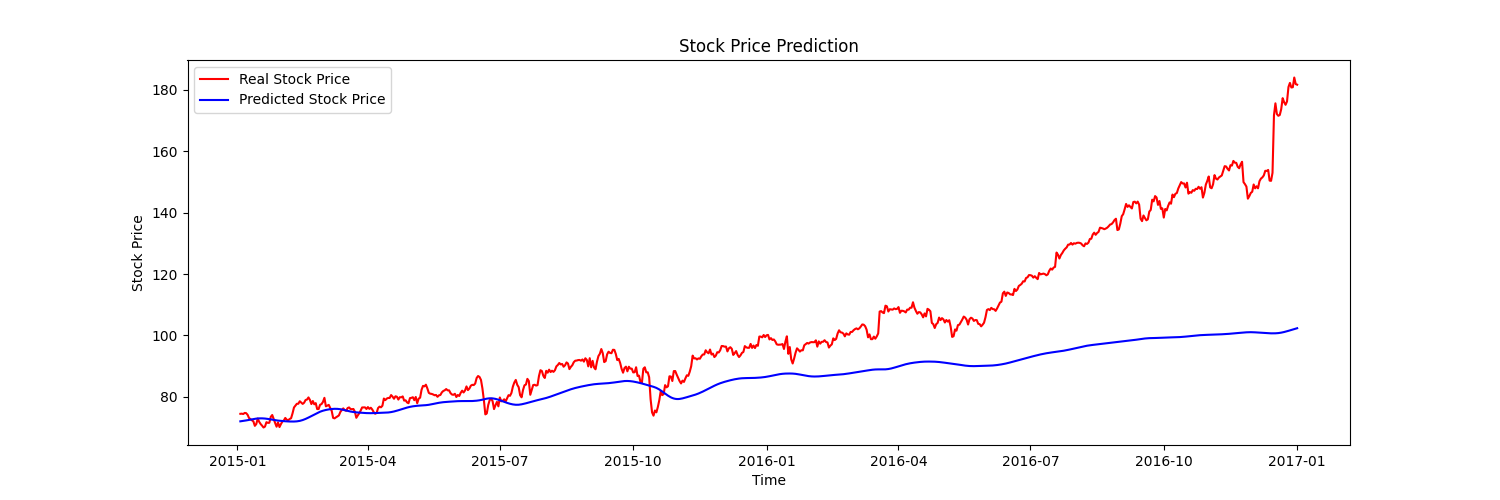 Stock Price Prediction
Real Stock Price
Predicted Stock Price
180
160
140
120
100
80
Stock Price
2015-01 2015-04 2015-07 2015-10 2016-01 2016-04 2016-07 2016-10 2017-01
Time